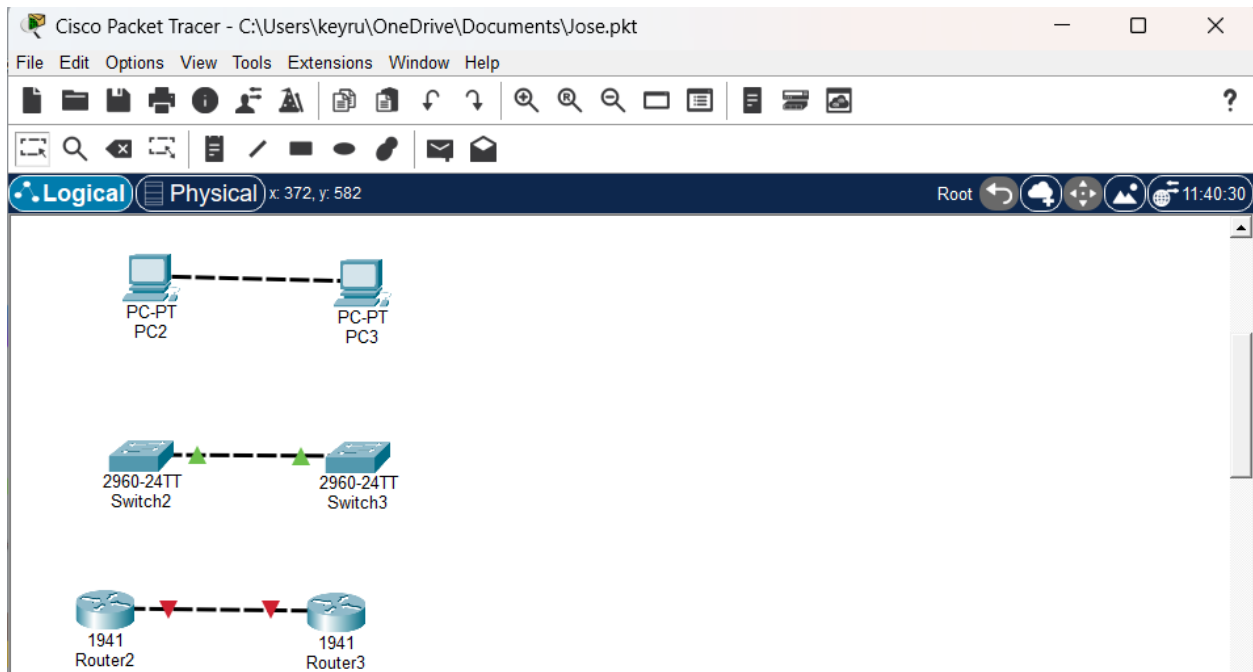 Cisco Packet Tracer - C:\Users\keyru\OneDrive\Documents\Jose.pkt
File Edit Options View Tools Extensions Window Help
Logical Physical x: 372, y: 582 Root 11:40:30
PC-PT PC-PT
PC2 PC3
2960-24TT 2960-24TT
Switch2 Switch3
1941 1941
Router2 Router3